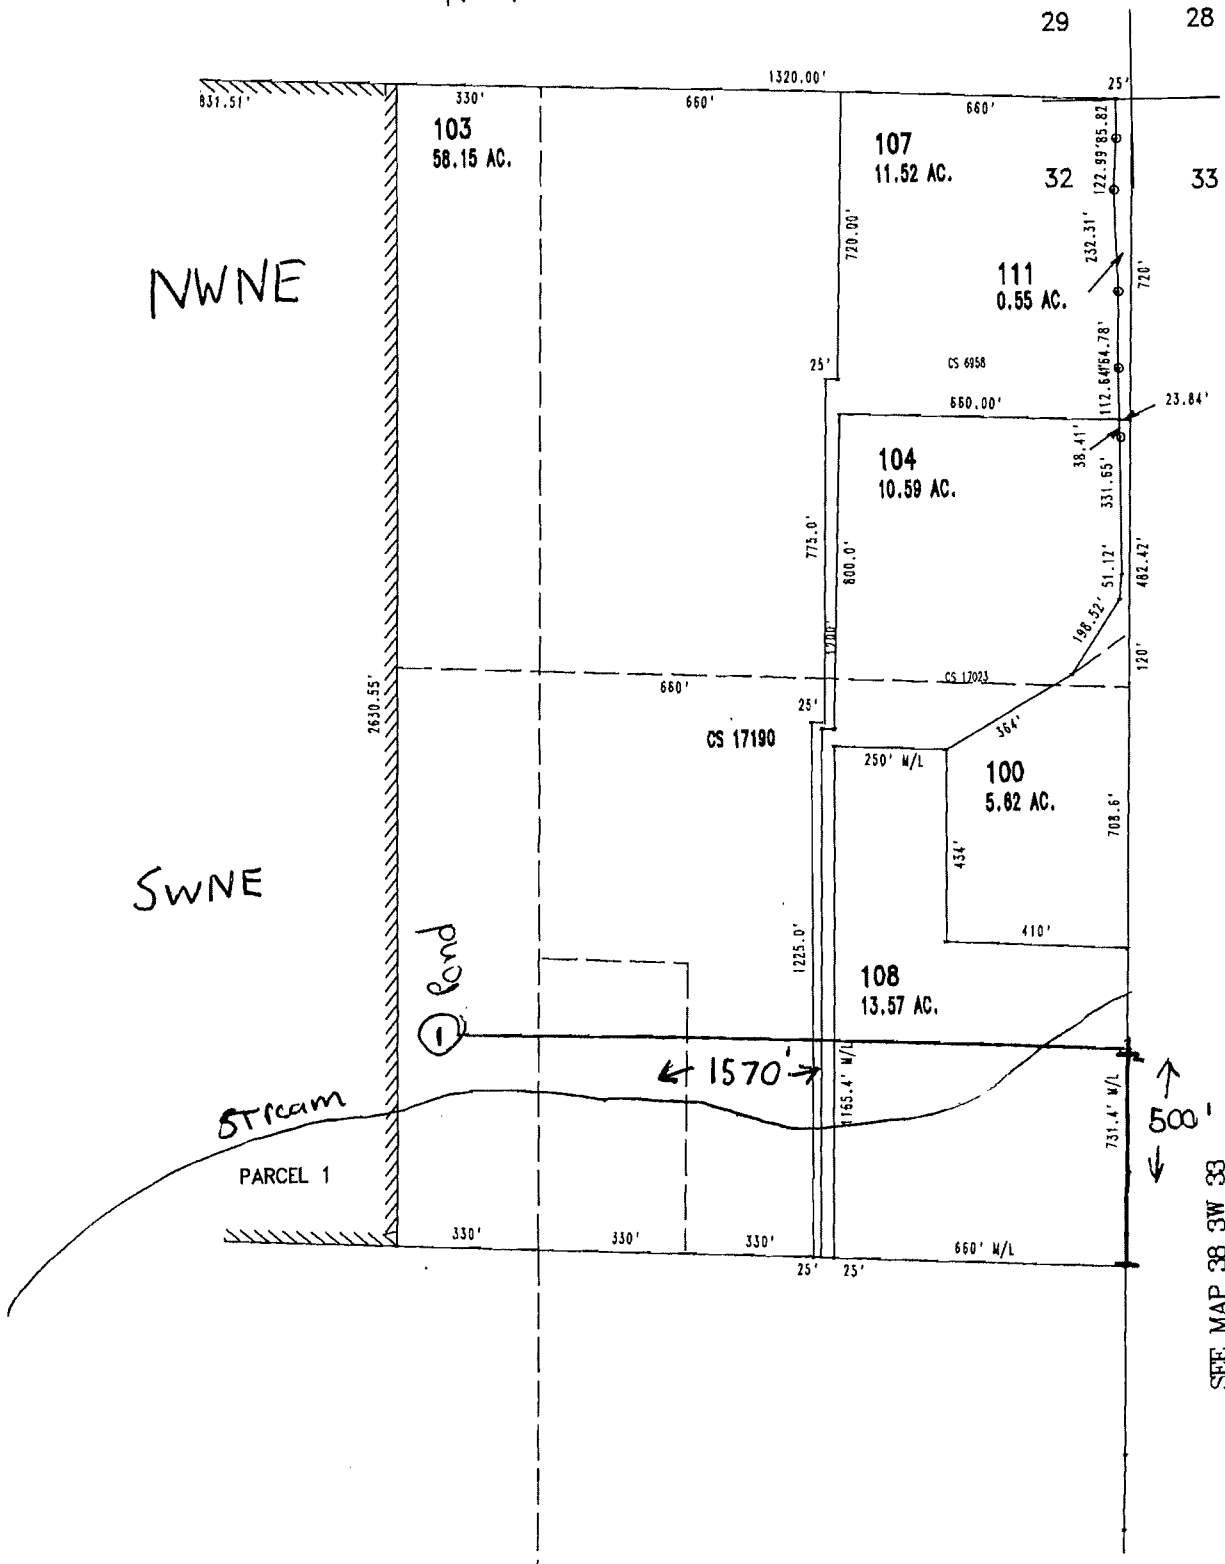 29
28
1320.00'
25'
831.51'
330'
660'
660'
103
58.15 AC.
107
11.52 AC.
85.82
122.99'
32
33
720.00'
232.31'
NWNE
111
0.55 AC.
720'
64.78'
25'
CS 6958
112.64'
660.00'
23.84'
38.41'
104
10.59 AC.
331.65'
775.0'
800.0'
51.12'
482.42'
198.52'
1200'
120'
660'
CS 17023
2630.55'
25'
CS 17190
364'
250' M/L
100
5.62 AC.
708.6'
434'
SWNE
Pond
1225.0'
410'
108
13.57 AC.
1
1570'
1165.4' M/L
731.4' M/L
500'
Stream
PARCEL 1
330'
330'
330'
660' M/L
25'
25'
SEE MAP 38 3W 33